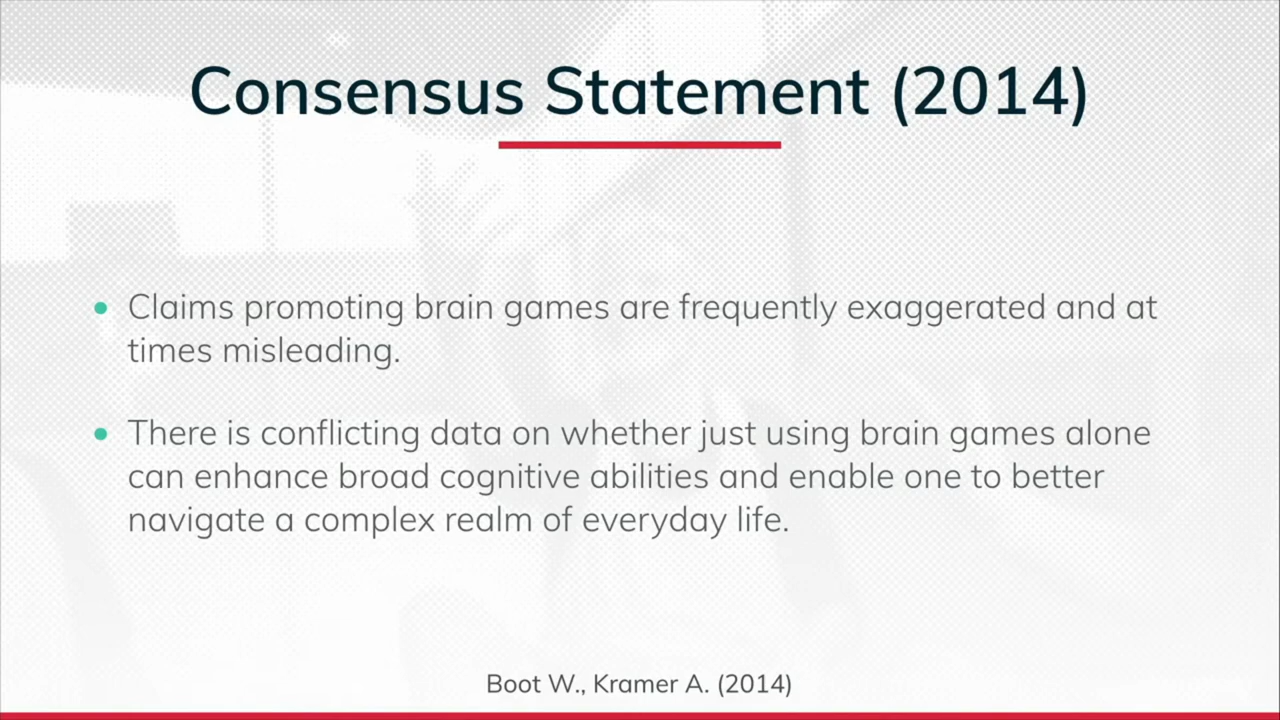 Consensus Statement (2014)
• Claims promoting brain games are frequently exaggerated and at
times misleading.
• There is conflicting data on whether just using brain games alone
can enhance broad cognitive abilities and enable one to better
navigate a complex realm of everyday life.
Boot W., Kramer A. (2014)